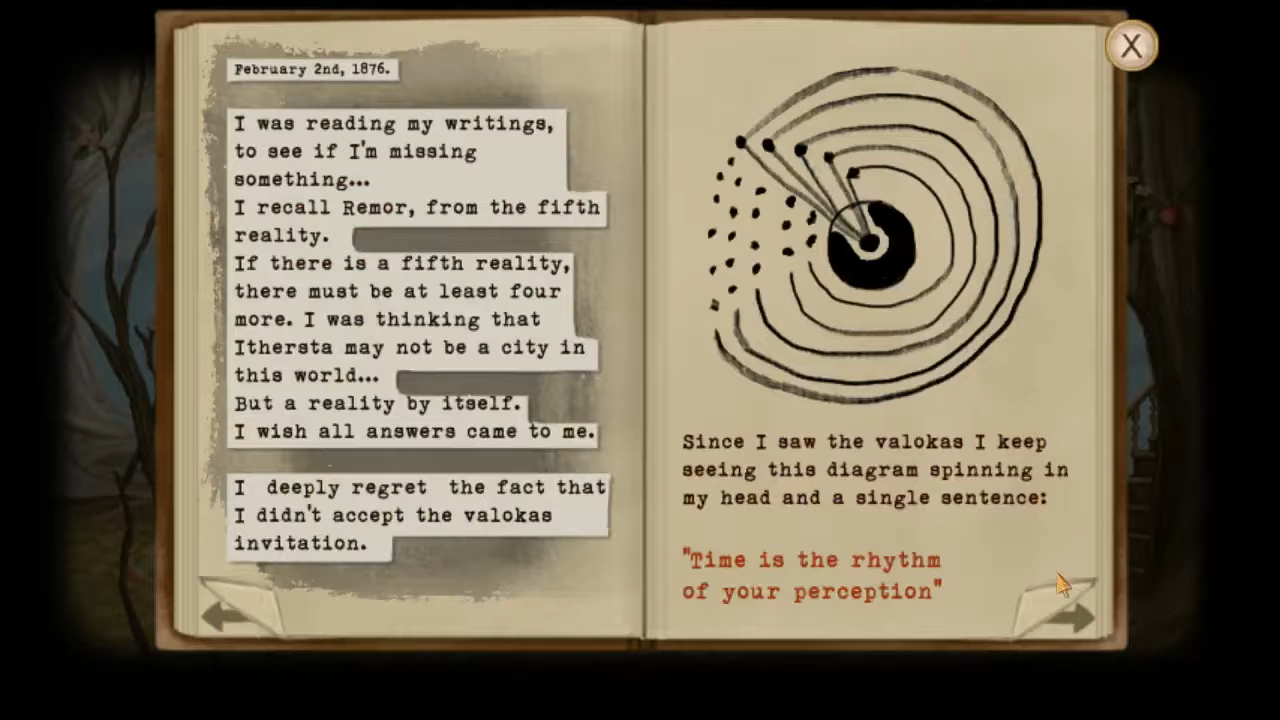 February 2nd, 1876.
I was reading my writings,
to see if I'm missing
something...
I recall Remor, from the fifth
reality.
If there is a fifth reality,
there must be at least four
more. I was thinking that
Ithersta may not be a city in
this world...
But a reality by itself.
I wish all answers came to me.
I deeply regret the fact that
I didn't accept the valokas
invitation.
Since I saw the valokas I keep
seeing this diagram spinning in
my head and a single sentence:
"Time is the rhythm
of your perception"
X